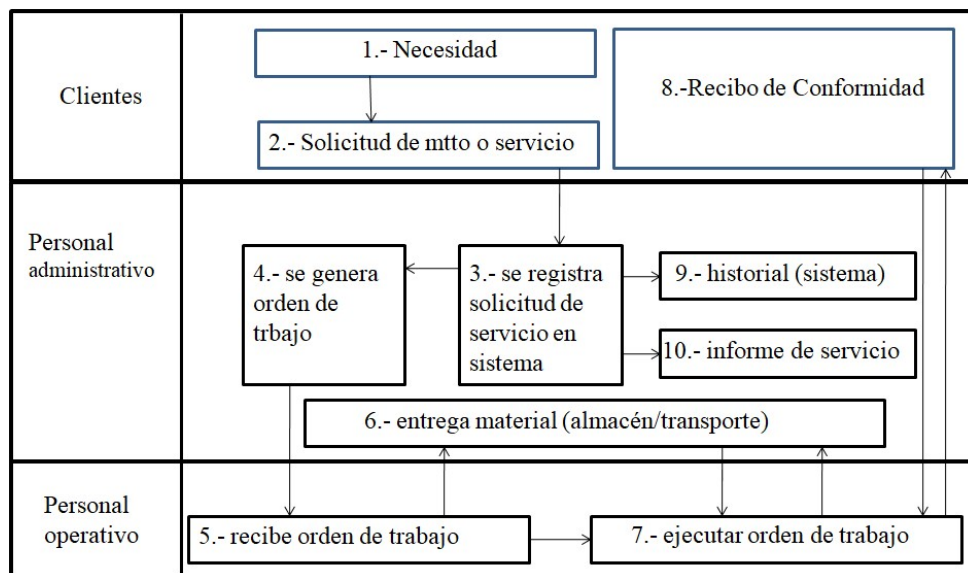 1.- Necesidad
Clientes
8.-Recibo de Conformidad
2.- Solicitud de mtto o servicio
Personal
administrativo
4.- se genera
orden de
trbajo
3.- se registra
solicitud de
servicio en
sistema
9.- historial (sistema)
10.- informe de servicio
6.- entrega material (almacén/transporte)
Personal
operativo
5.- recibe orden de trabajo
7.- ejecutar orden de trabajo